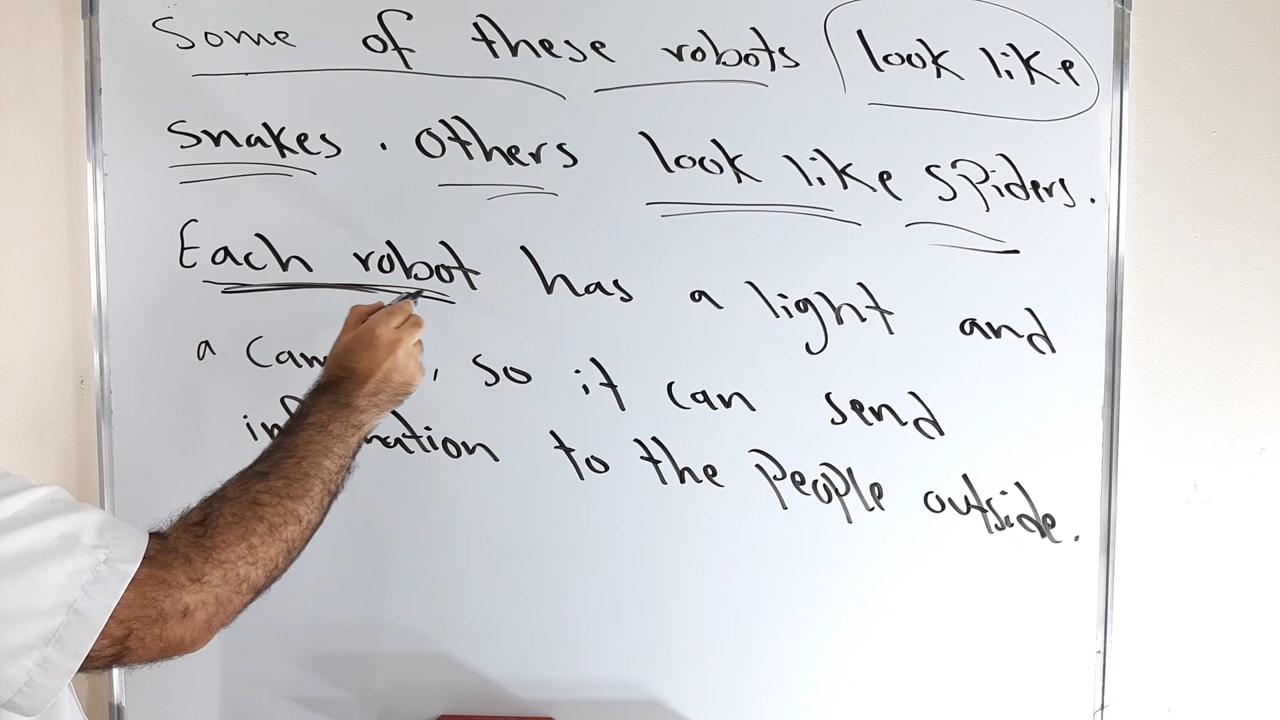 Some of these robots look like
snakes. Others look like spiders.
Each robot has a light and
a , so it can send
to the people outside.